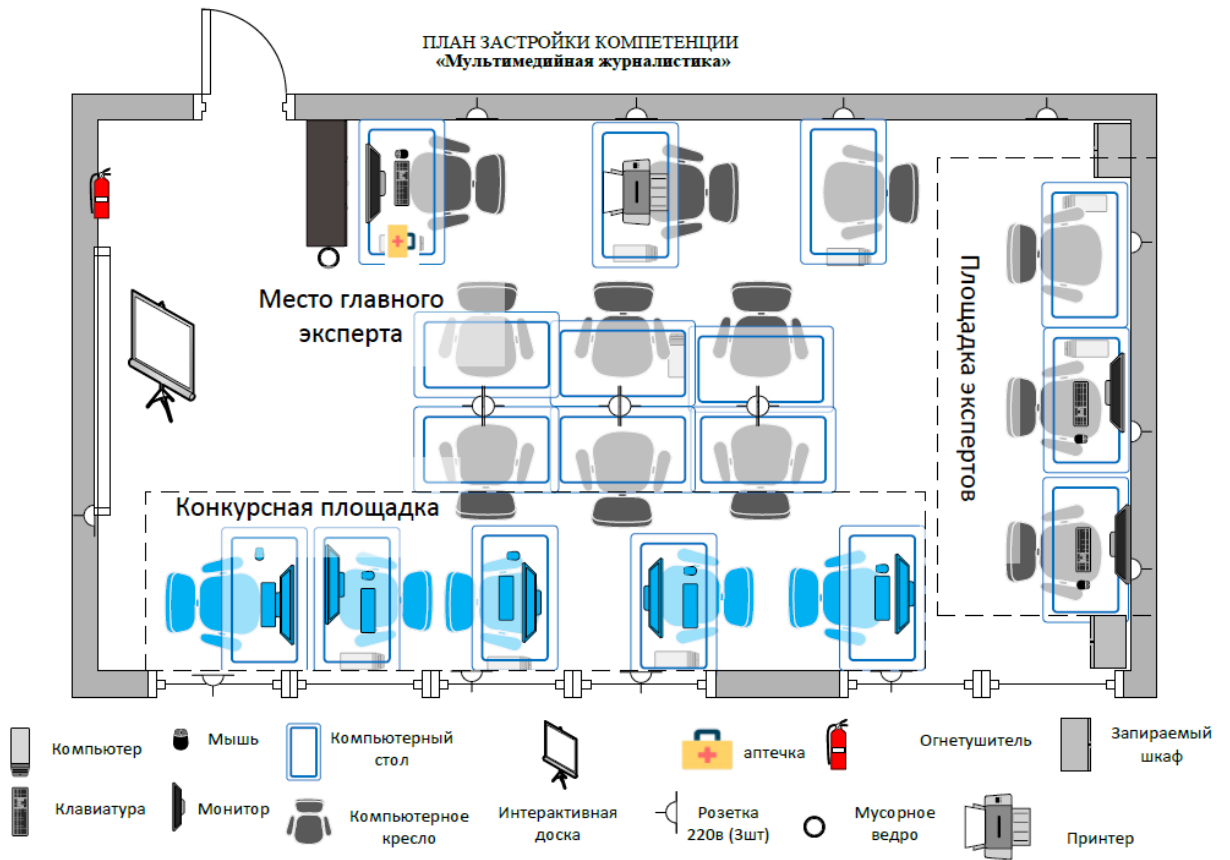 ПЛАН ЗАСТРОЙКИ КОМПЕТЕНЦИИ
«Мультимедийная журналистика»
Место главного
эксперта
Площадка экспертов
Конкурсная площадка
Компьютер
Мышь
Компьютерный
стол
аптечка
Огнетушитель
Запираемый
шкаф
Клавиатура
Монитор
Компьютерное
кресло
Интерактивная
доска
Розетка
220в (3шт)
Мусорное
ведро
Принтер